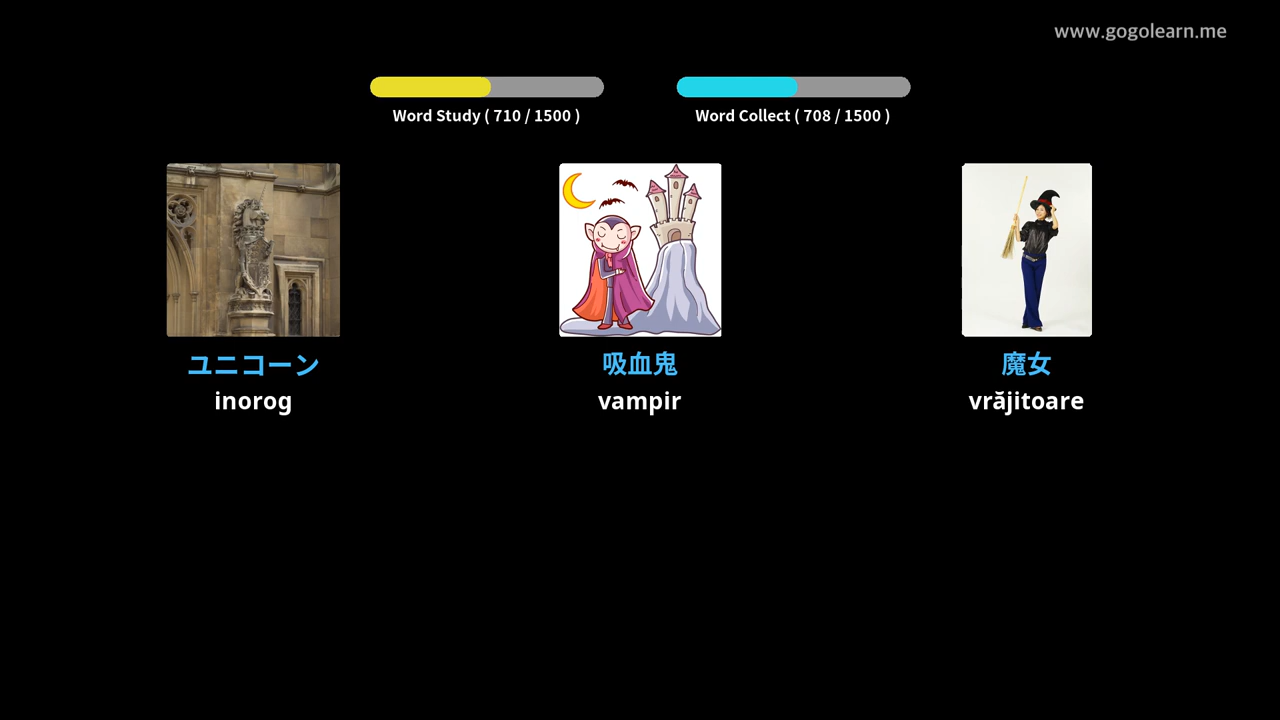 www.gogolearn.me
Word Study ( 710 / 1500 )
Word Collect ( 708 / 1500 )
ユニコーン
inorog
吸血鬼
vampir
魔女
vrăjitoare